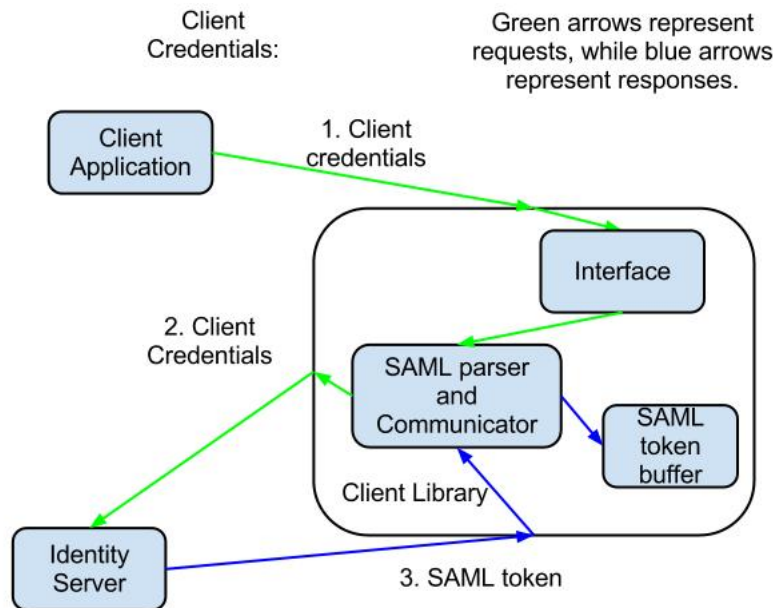 Client
Credentials:
Green arrows represent
requests, while blue arrows
represent responses.
Client
Application
1. Client
credentials
Interface
2. Client
Credentials
SAML parser
and
Communicator
SAML
token
buffer
Client Library
Identity
Server
3. SAML token